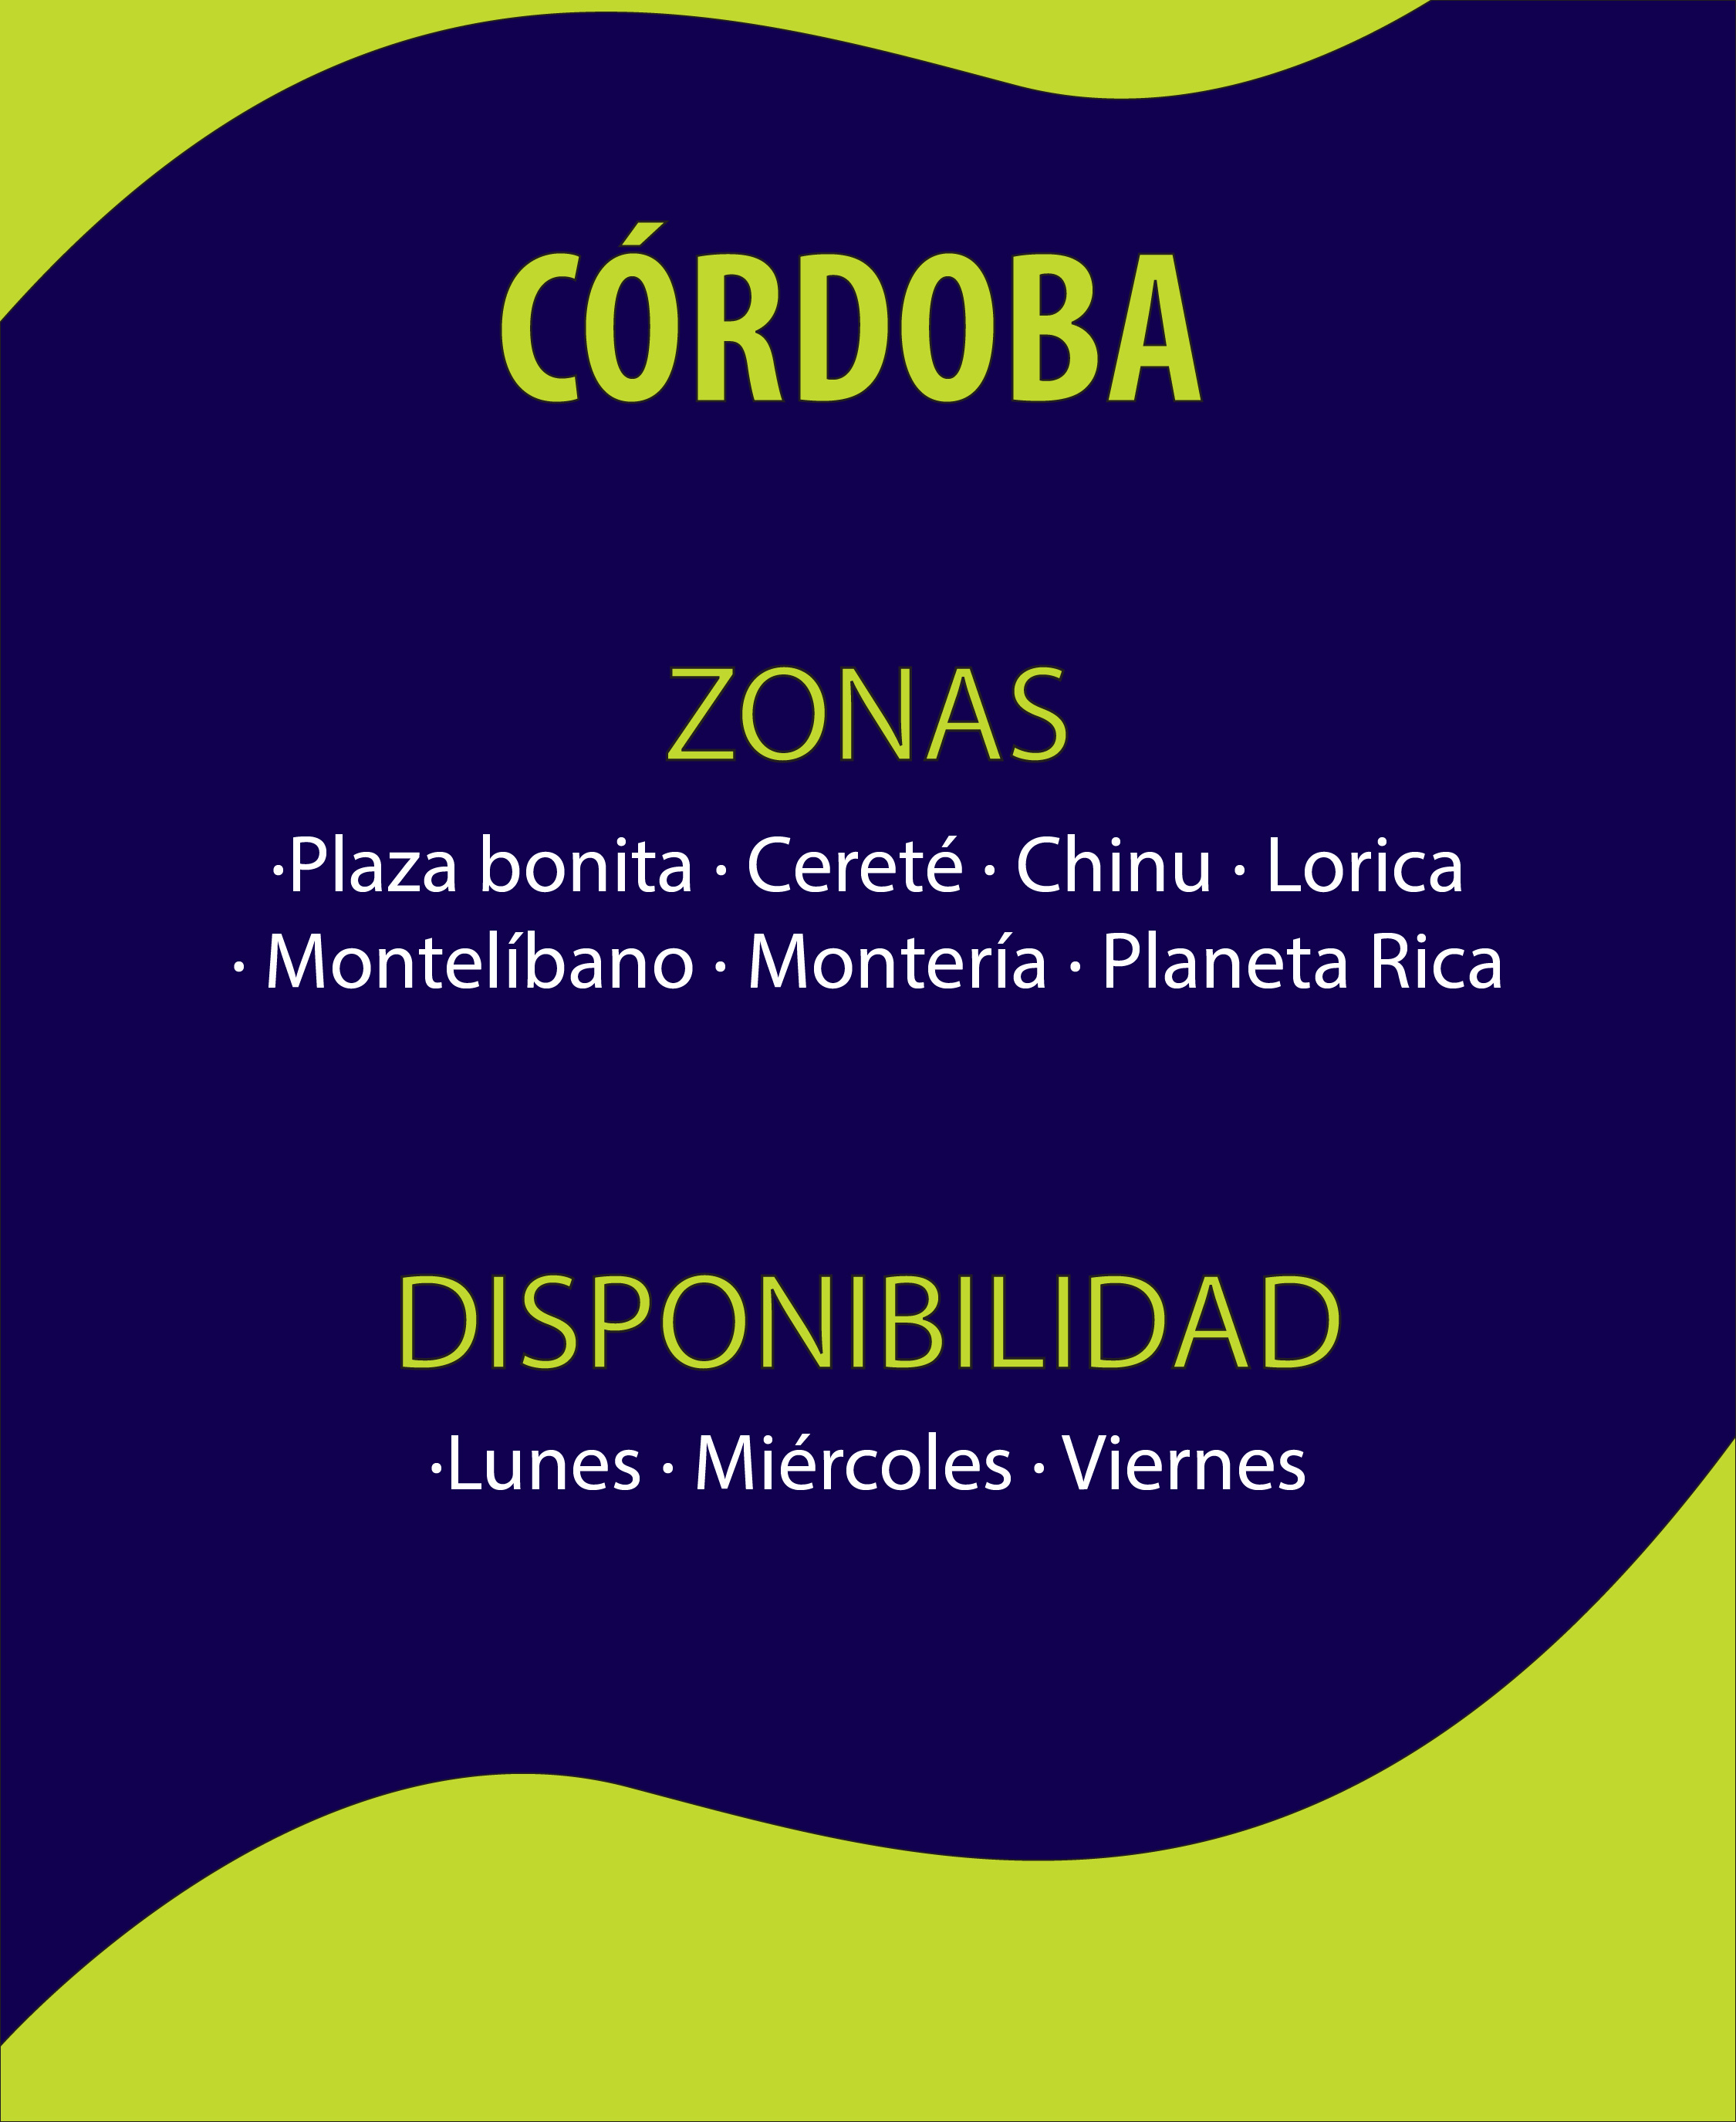 CÓRDOBA
ZONAS
·Plaza bonita · Cereté · Chinu · Lorica
· Montelíbano · Montería · Planeta Rica
DISPONIBILIDAD
·Lunes · Miércoles · Viernes